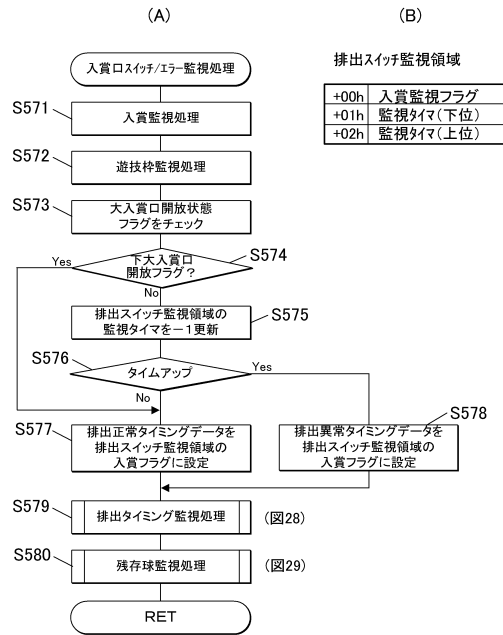 (A)
(B)
入賞口スイッチ/エラー監視処理
S571
入賞監視処理
S572
遊技枠監視処理
S573
大入賞口開放状態
フラグをチェック
S574
下大入賞口
開放フラグ?
Yes
No
S575
排出スイッチ監視領域の
監視タイマを-1更新
S576
タイムアップ
Yes
No
S577
排出正常タイミングデータを
排出スイッチ監視領域の
入賞フラグに設定
S578
排出異常タイミングデータを
排出スイッチ監視領域の
入賞フラグに設定
S579
排出タイミング監視処理
(図28)
S580
残存球監視処理
(図29)
RET
排出スイッチ監視領域
+00h 入賞監視フラグ
+01h 監視タイマ(下位)
+02h 監視タイマ(上位)